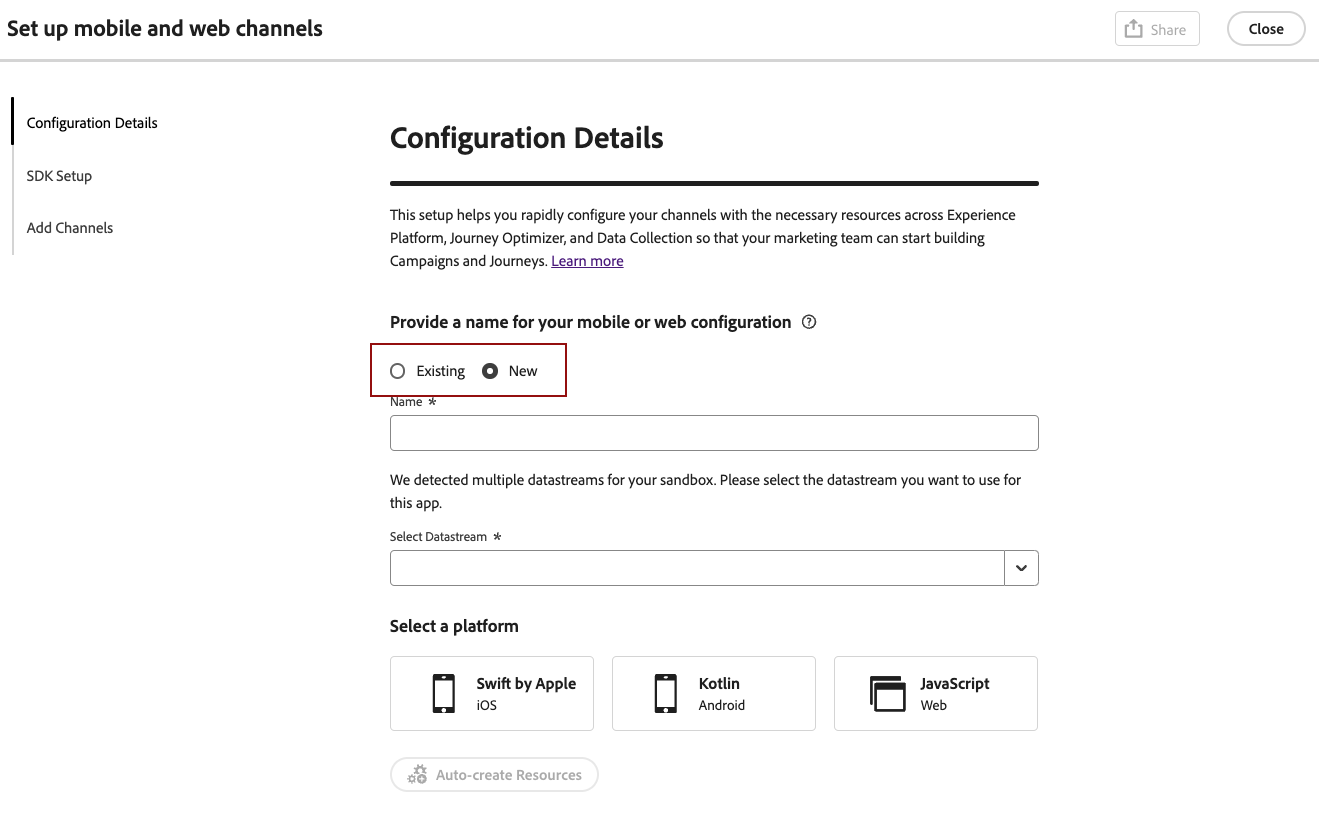 Set up mobile and web channels
Share
Close
Configuration Details
SDK Setup
Add Channels
Configuration Details
This setup helps you rapidly configure your channels with the necessary resources across Experience
Platform, Journey Optimizer, and Data Collection so that your marketing team can start building
Campaigns and Journeys. Learn more
Provide a name for your mobile or web configuration ?
Existing New
Name *
We detected multiple datastreams for your sandbox. Please select the datastream you want to use for
this app.
Select Datastream *
Select a platform
Swift by Apple
iOS
Kotlin
Android
JavaScript
Web
Auto-create Resources